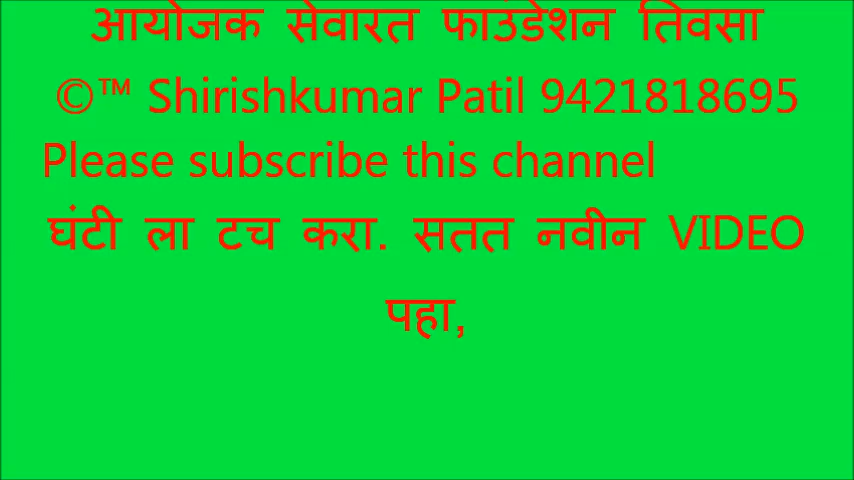 आयोजक सेवारत फाउंडेशन तिवसा
©™ Shirishkumar Patil 9421818695
Please subscribe this channel
घंटी ला टच करा. सतत नवीन VIDEO
पहा,